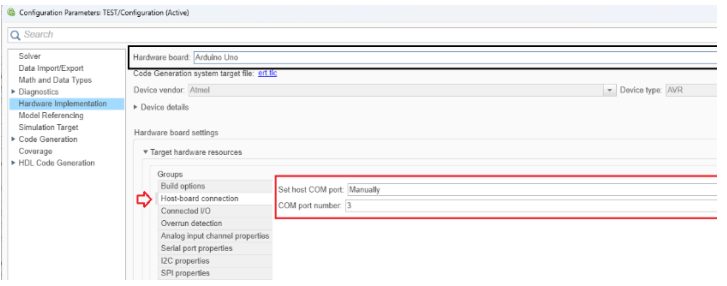 Configuration Parameters: TEST/Configuration (Active)
Search
Solver
Data Import/Export
Math and Data Types
Diagnostics
Hardware Implementation
Model Referencing
Simulation Target
Code Generation
Coverage
HDL Code Generation
Hardware board: Arduino Uno
Code Generation system target file: ert.tlc
Device vendor: Atmel Device type: AVR
Device details
Hardware board settings
Target hardware resources
Groups
Build options
Host-board connection
Connected I/O
Overrun detection
Analog input channel properties
Serial port properties
I2C properties
SPI properties
Set host COM port: Manually
COM port number: 3